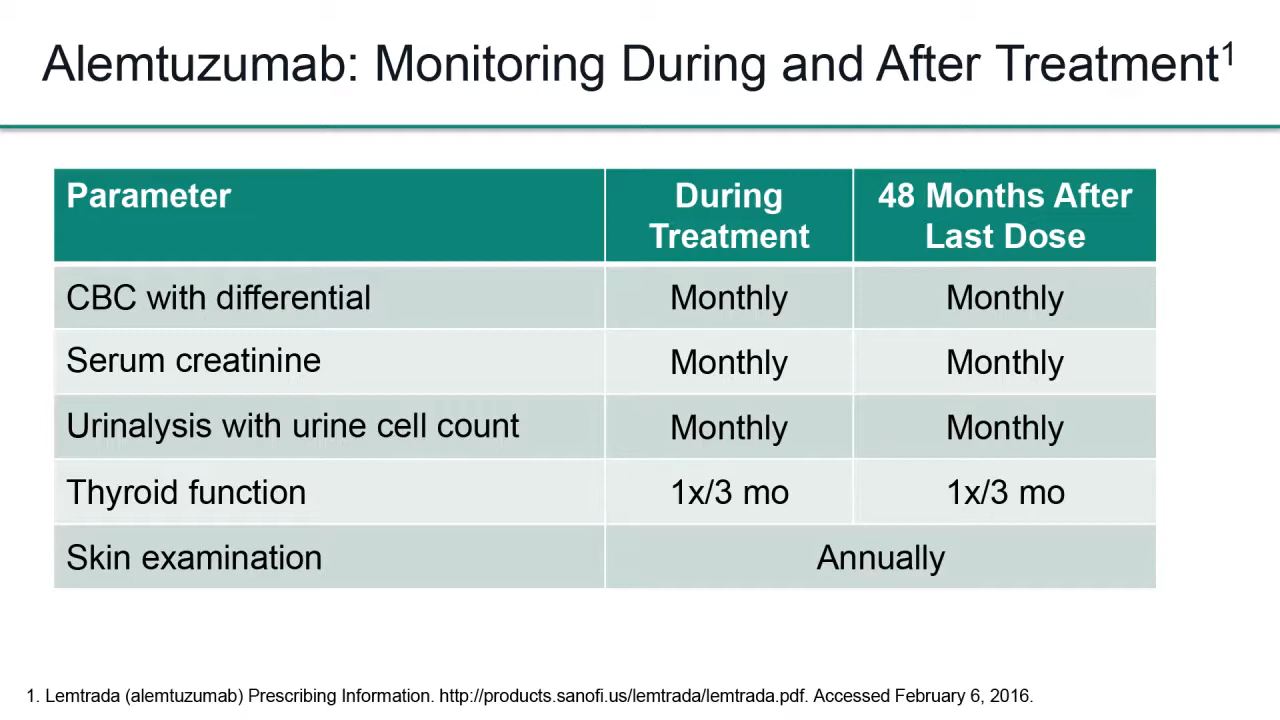 Alemtuzumab: Monitoring During and After Treatment1
Parameter During Treatment 48 Months After Last Dose
CBC with differential Monthly Monthly
Serum creatinine Monthly Monthly
Urinalysis with urine cell count Monthly Monthly
Thyroid function 1x/3 mo 1x/3 mo
Skin examination Annually
1. Lemtrada (alemtuzumab) Prescribing Information. http://products.sanofi.us/lemtrada/lemtrada.pdf. Accessed February 6, 2016.